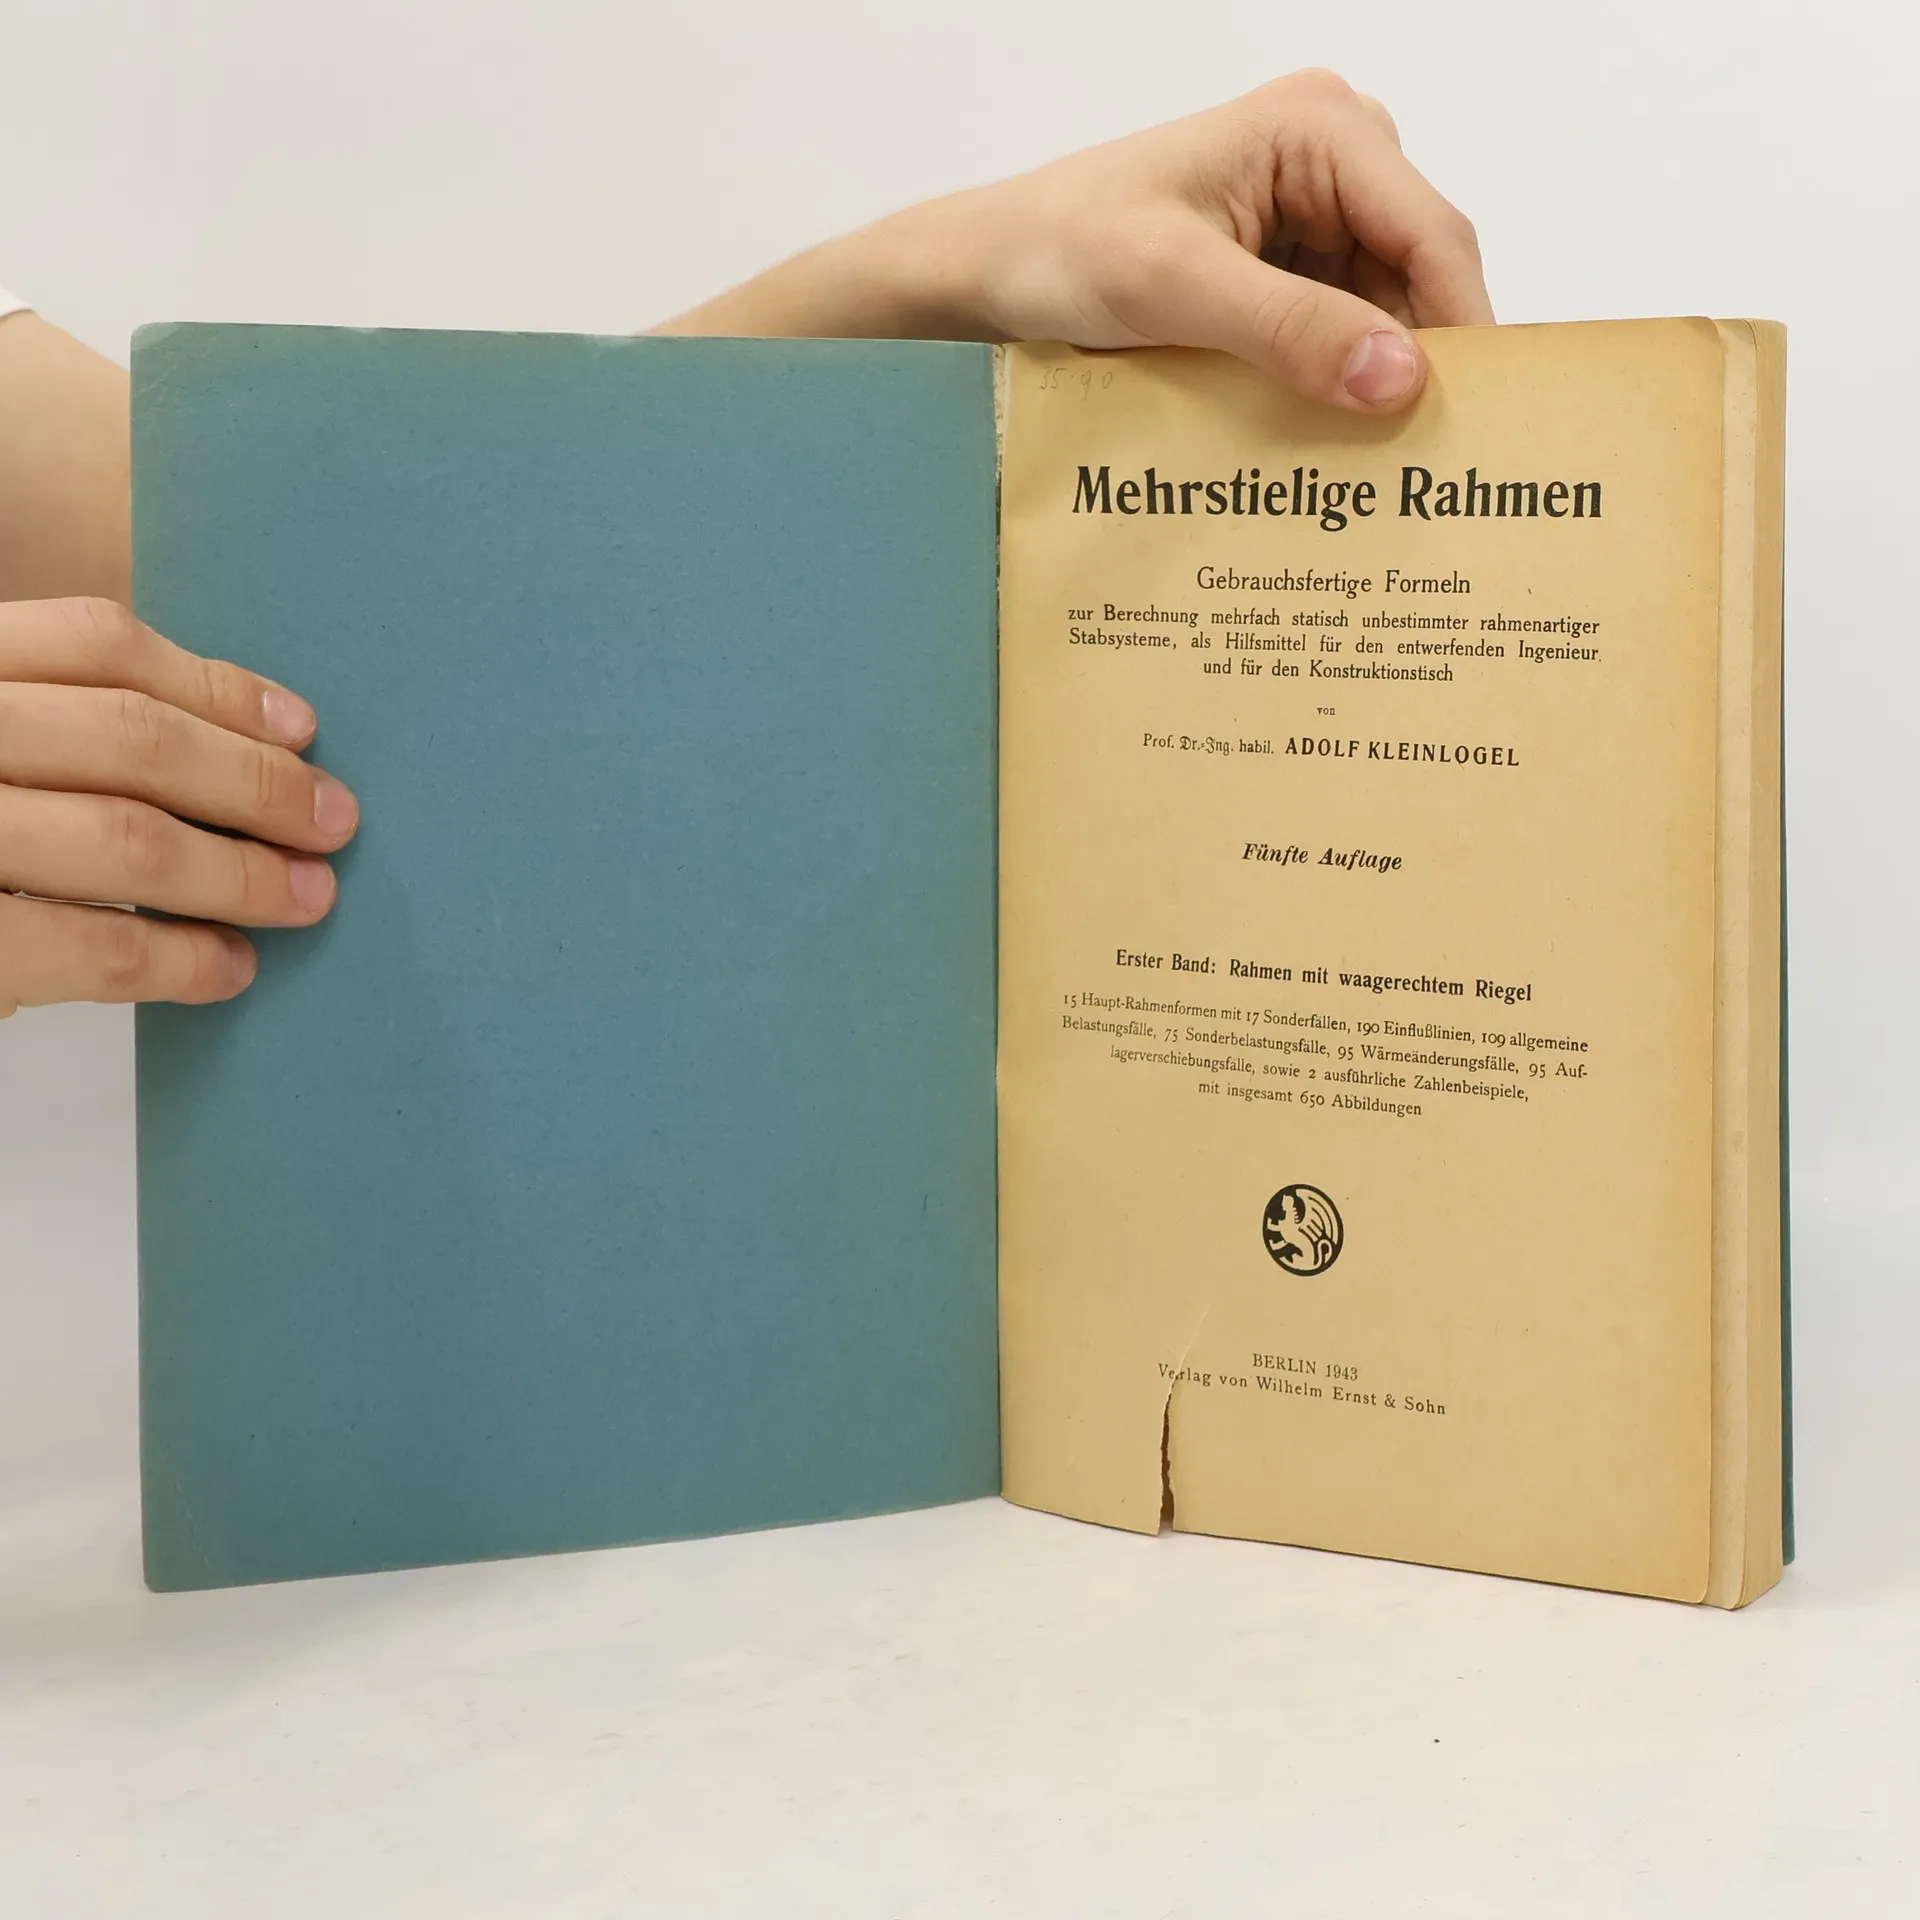 35·90
Mehrstielige Rahmen
Gebrauchsfertige Formeln
zur Berechnung mehrfach statisch unbestimmter rahmenartiger
Stabsysteme, als Hilfsmittel für den entwerfenden Ingenieur
und für den Konstruktionstisch
von
Prof. Dr.-Ing. habil. ADOLF KLEINLOGEL
Fünfte Auflage
Erster Band: Rahmen mit waagerechtem Riegel
15 Haupt-Rahmenformen mit 17 Sonderfällen, 190 Einflußlinien, 109 allgemeine
Belastungsfälle, 75 Sonderbelastungsfälle, 95 Wärmeänderungsfälle, 95 Auf-
lagerverschiebungsfälle, sowie 2 ausführliche Zahlenbeispiele,
mit insgesamt 650 Abbildungen
BERLIN 1943
Verlag von Wilhelm Ernst & Sohn